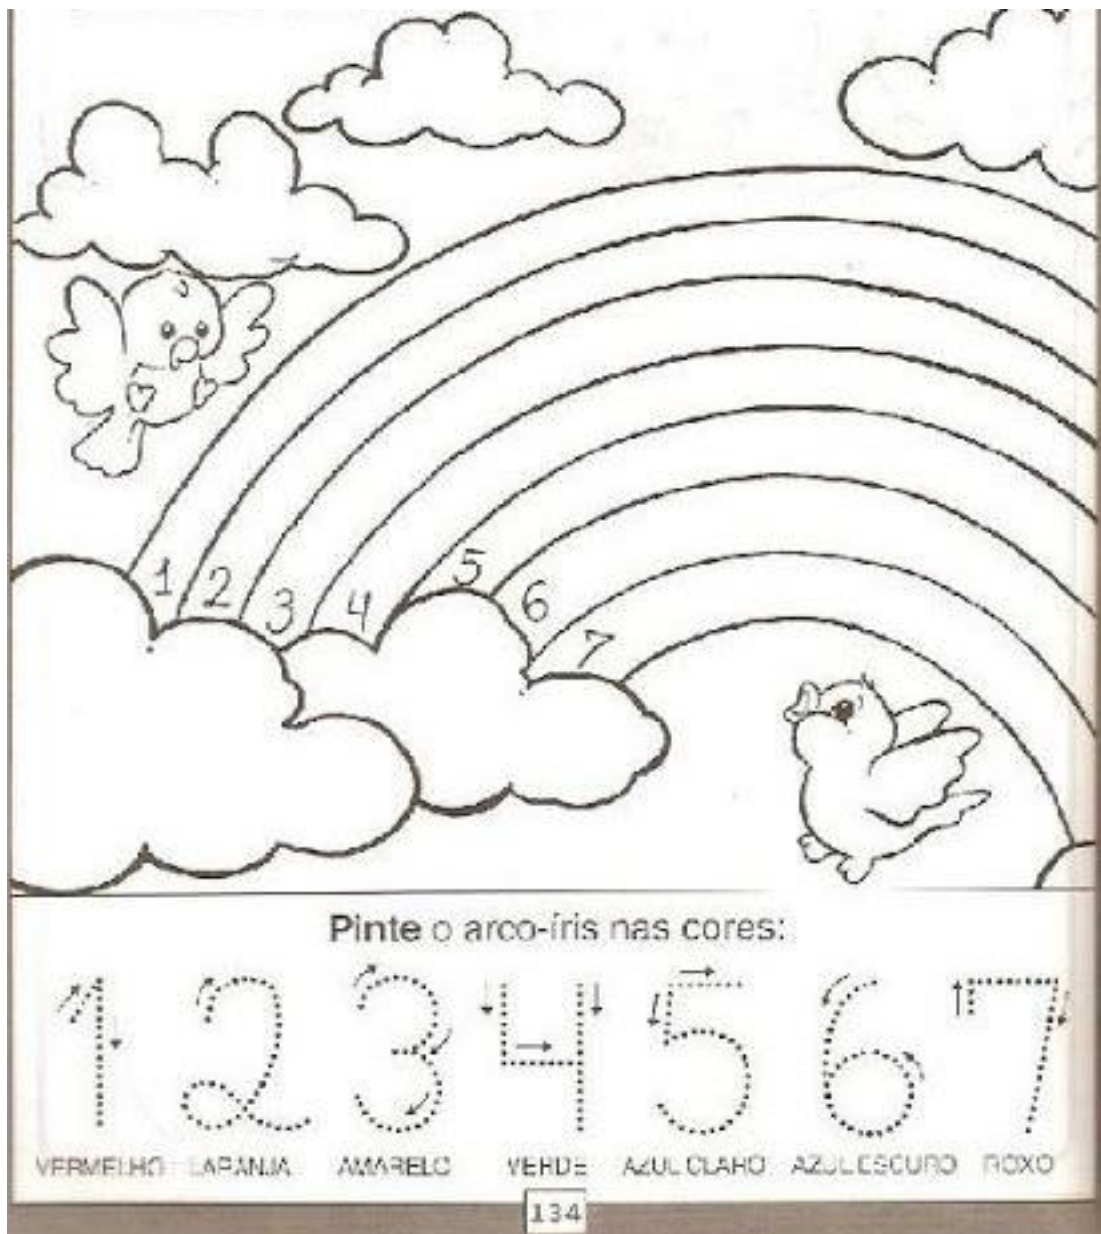 1 2 3 4 5 6 7
Pinte o arco-íris nas cores:
1 2 3 4 5 6 7
VERMELHO LARANJA AMARELO VERDE AZUL CLARO AZUL ESCURO ROXO
134